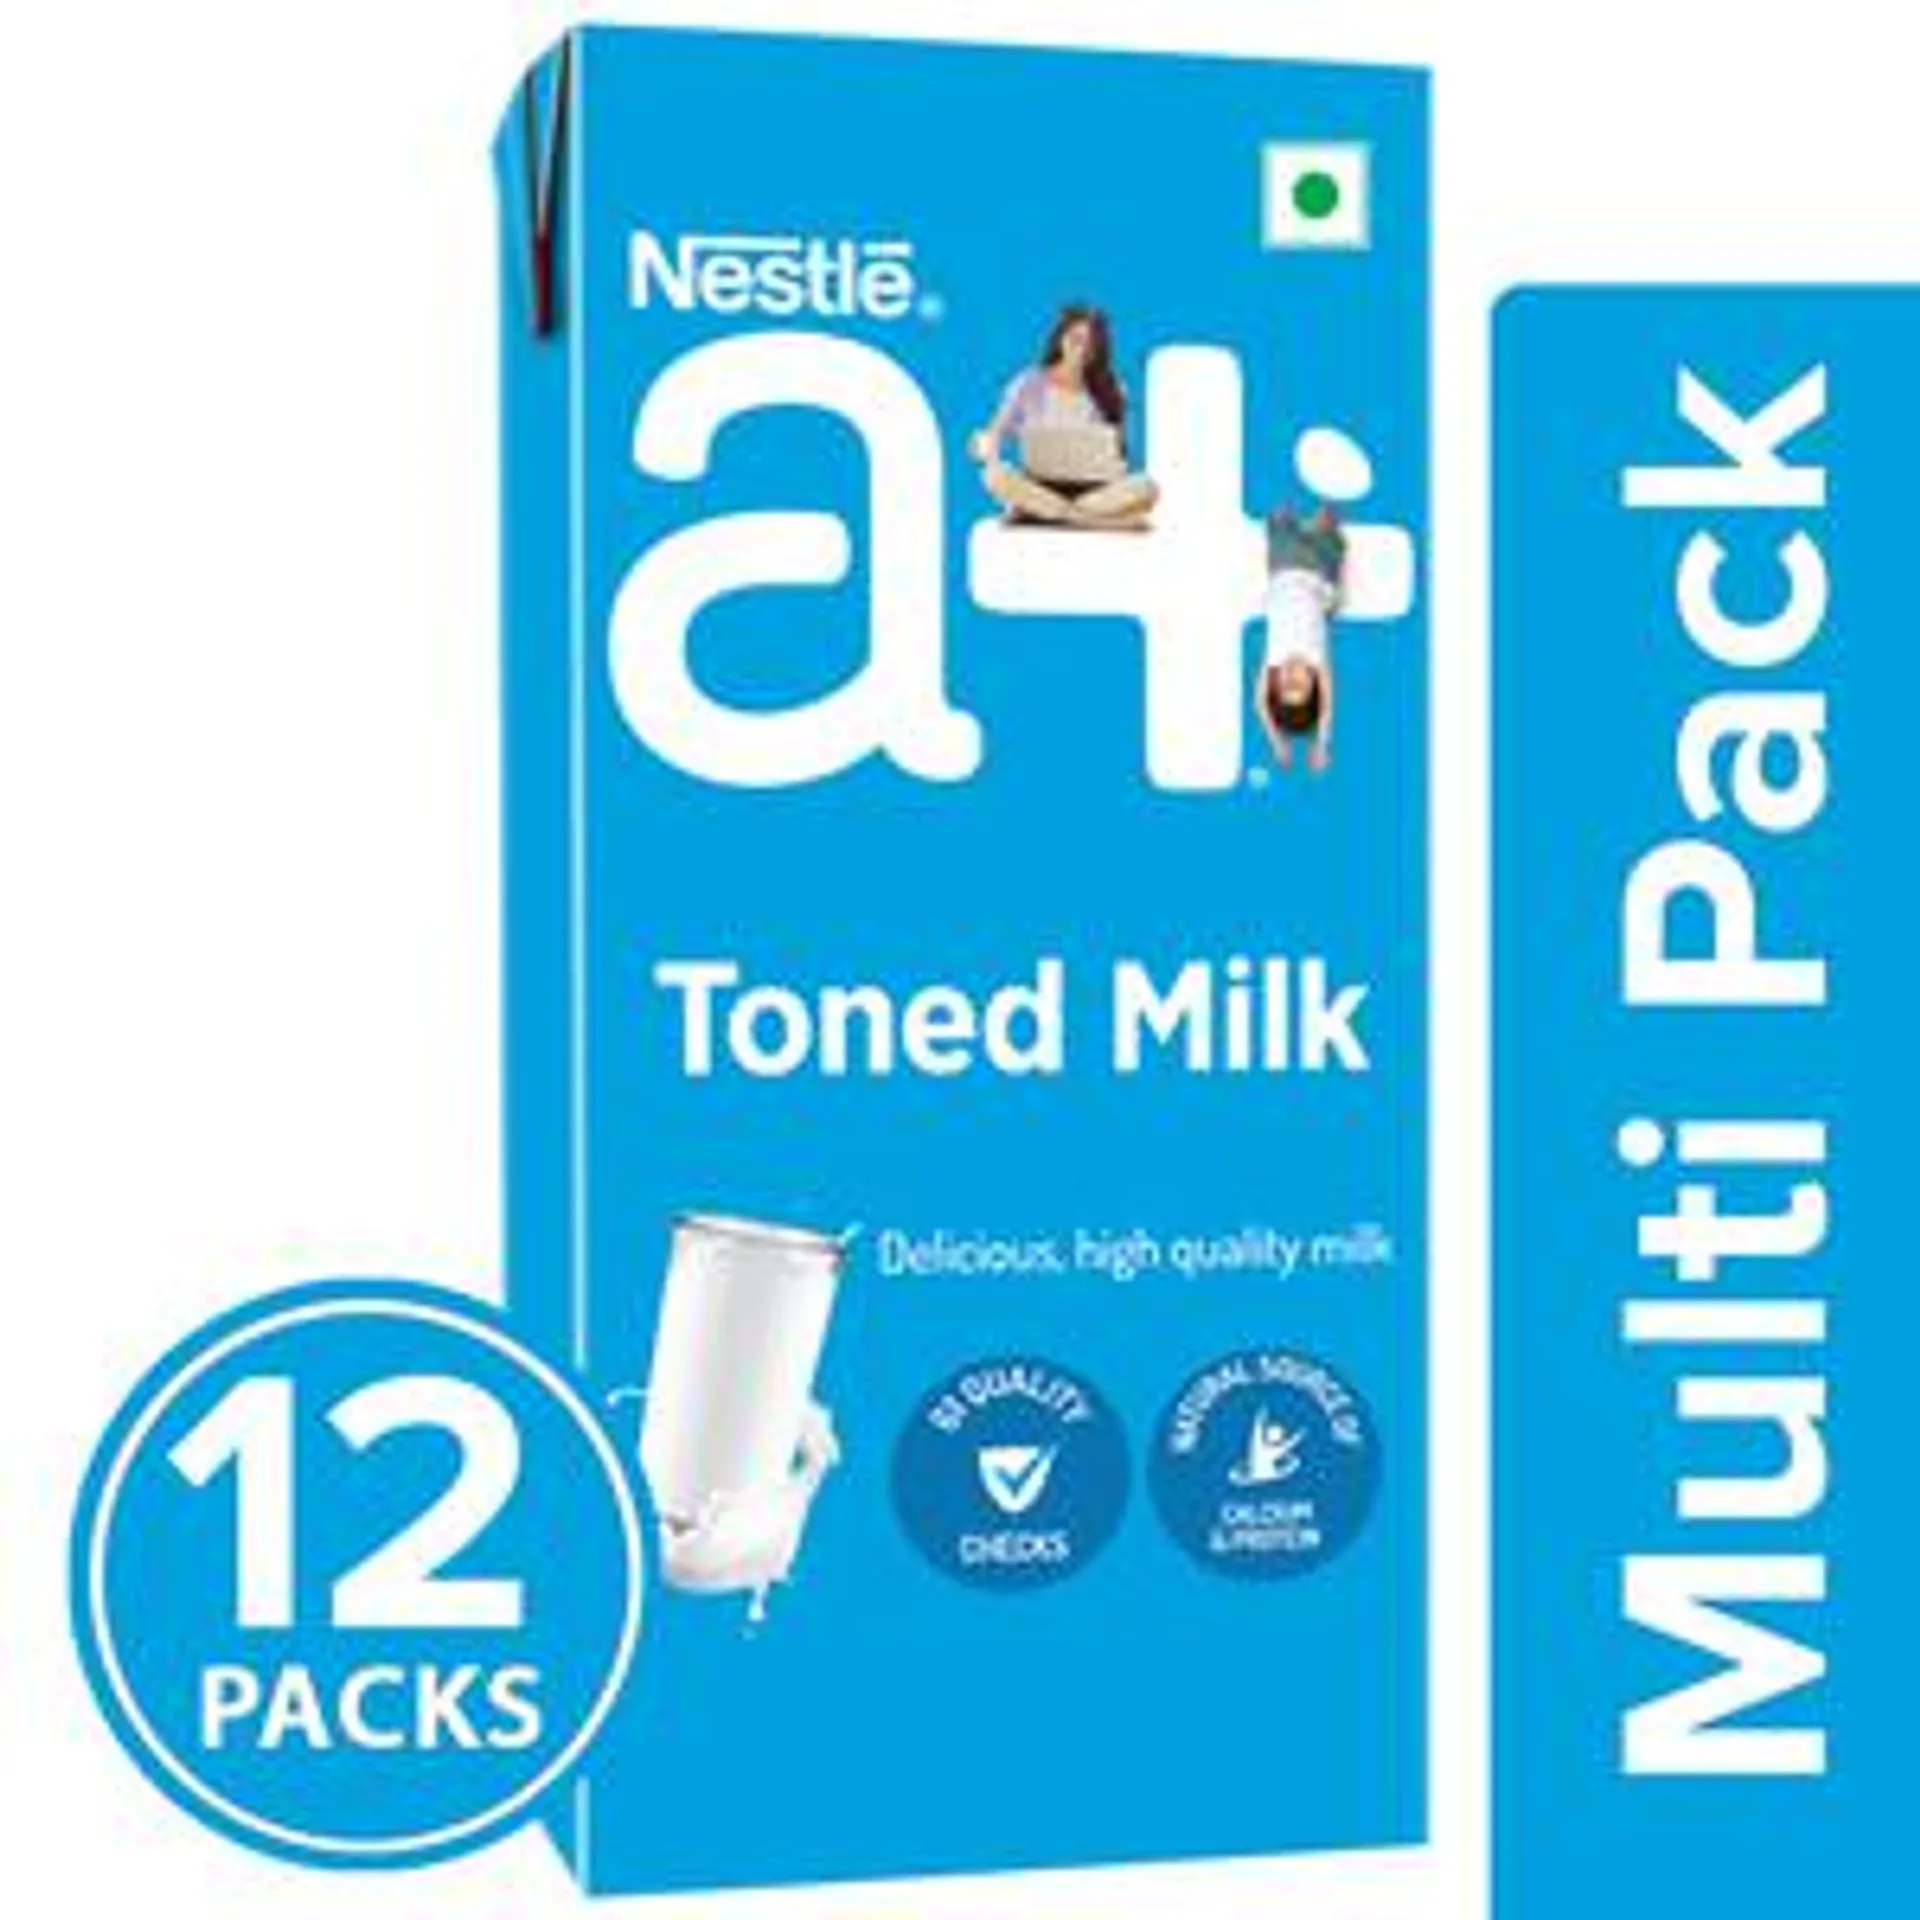 Nestlé
a+
Toned Milk
Delicious, high quality milk
QUALITY
CHECKS
NATURAL SOURCE OF
CALCIUM
& PROTEIN
12
PACKS
Multi Pack